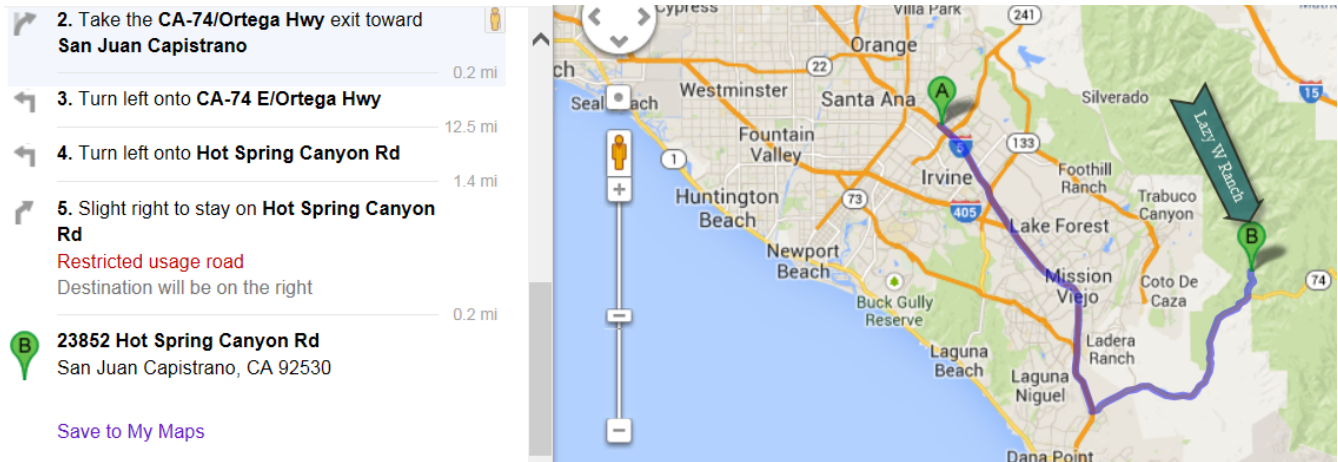 2. Take the CA-74/Ortega Hwy exit toward
San Juan Capistrano
0.2 mi
3. Turn left onto CA-74 E/Ortega Hwy
12.5 mi
4. Turn left onto Hot Spring Canyon Rd
1.4 mi
5. Slight right to stay on Hot Spring Canyon
Rd
Restricted usage road
Destination will be on the right
0.2 mi
B
23852 Hot Spring Canyon Rd
San Juan Capistrano, CA 92530
Save to My Maps
Cypress
Villa Park
241
Orange
22
ch
Westminster
Santa Ana
A
Silverado
15
Seal Beach
Fountain
Valley
5
133
1
Irvine
Foothill
Ranch
Lazy W Ranch
Huntington
Beach
73
405
Trabuco
Canyon
Lake Forest
B
Newport
Beach
Mission
Viejo
Coto De
Caza
74
Buck Gully
Reserve
Ladera
Ranch
Laguna
Beach
Laguna
Niguel
Dana Point